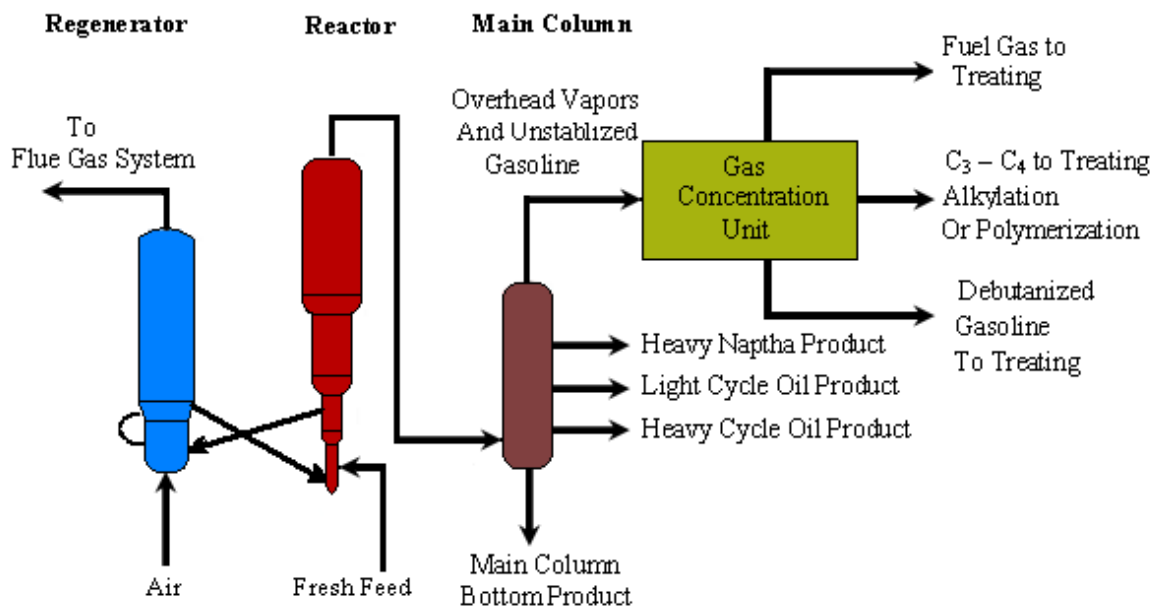 Regenerator
Reactor
Main Column
To
Flue Gas System
Overhead Vapors
And Unstablized
Gasoline
Gas
Concentration
Unit
Fuel Gas to
Treating
C₃ – C₄ to Treating
Alkylation
Or Polymerization
Debutanized
Gasoline
To Treating
Heavy Naptha Product
Light Cycle Oil Product
Heavy Cycle Oil Product
Air
Fresh Feed
Main Column
Bottom Product